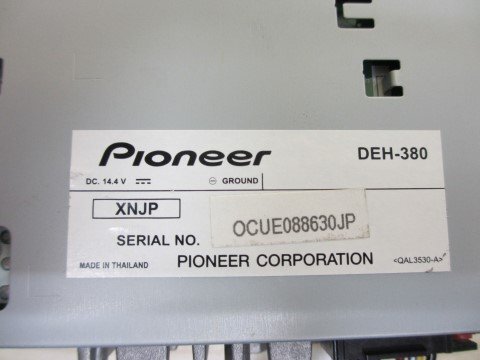 Pioneer DEH-380
DC. 14.4 V ⎓ ⊖ GROUND
XNJP
SERIAL NO. OCUE088630JP
MADE IN THAILAND PIONEER CORPORATION <QAL3530-A>